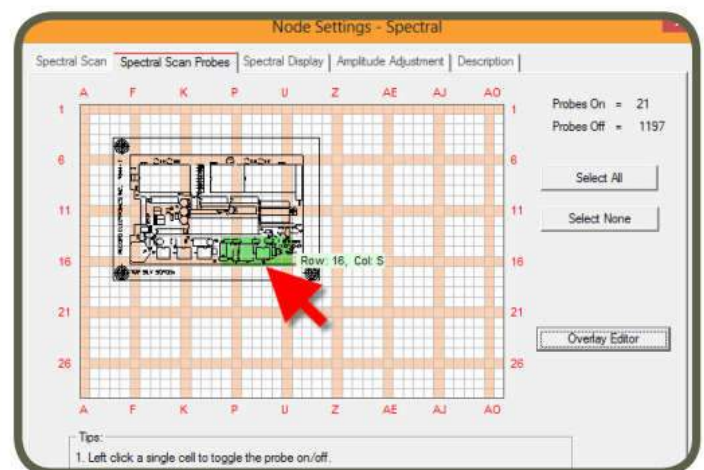 Node Settings - Spectral
Spectral Scan
Spectral Scan Probes
Spectral Display
Amplitude Adjustment
Description
A F K P U Z AE AJ AO
1 1
6 6
11 11
16 16
21 21
26 26
A F K P U Z AE AJ AO
Row: 16, Col: S
Probes On = 21
Probes Off = 1197
Select All
Select None
Overlay Editor
Tips:
1. Left click a single cell to toggle the probe on/off.